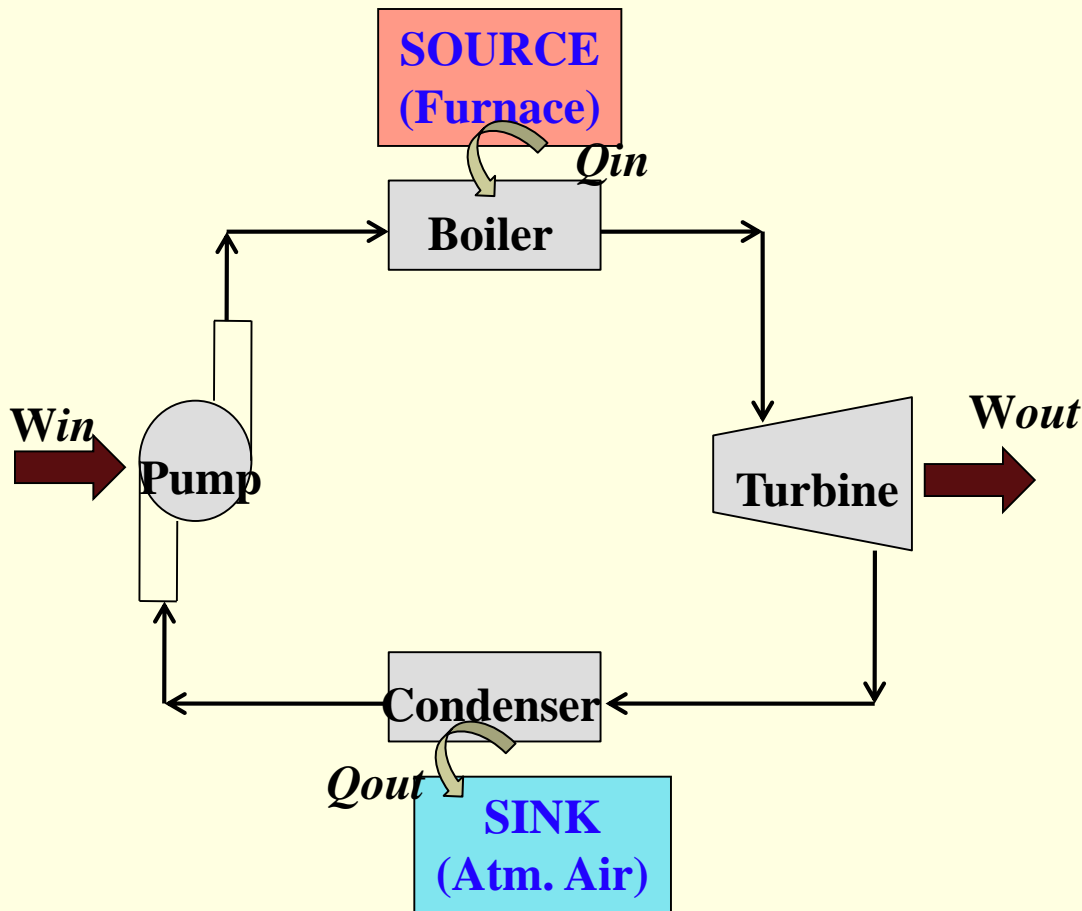 SOURCE
(Furnace)
Qin
Boiler
Win
Wout
Pump
Turbine
Condenser
Qout
SINK
(Atm. Air)